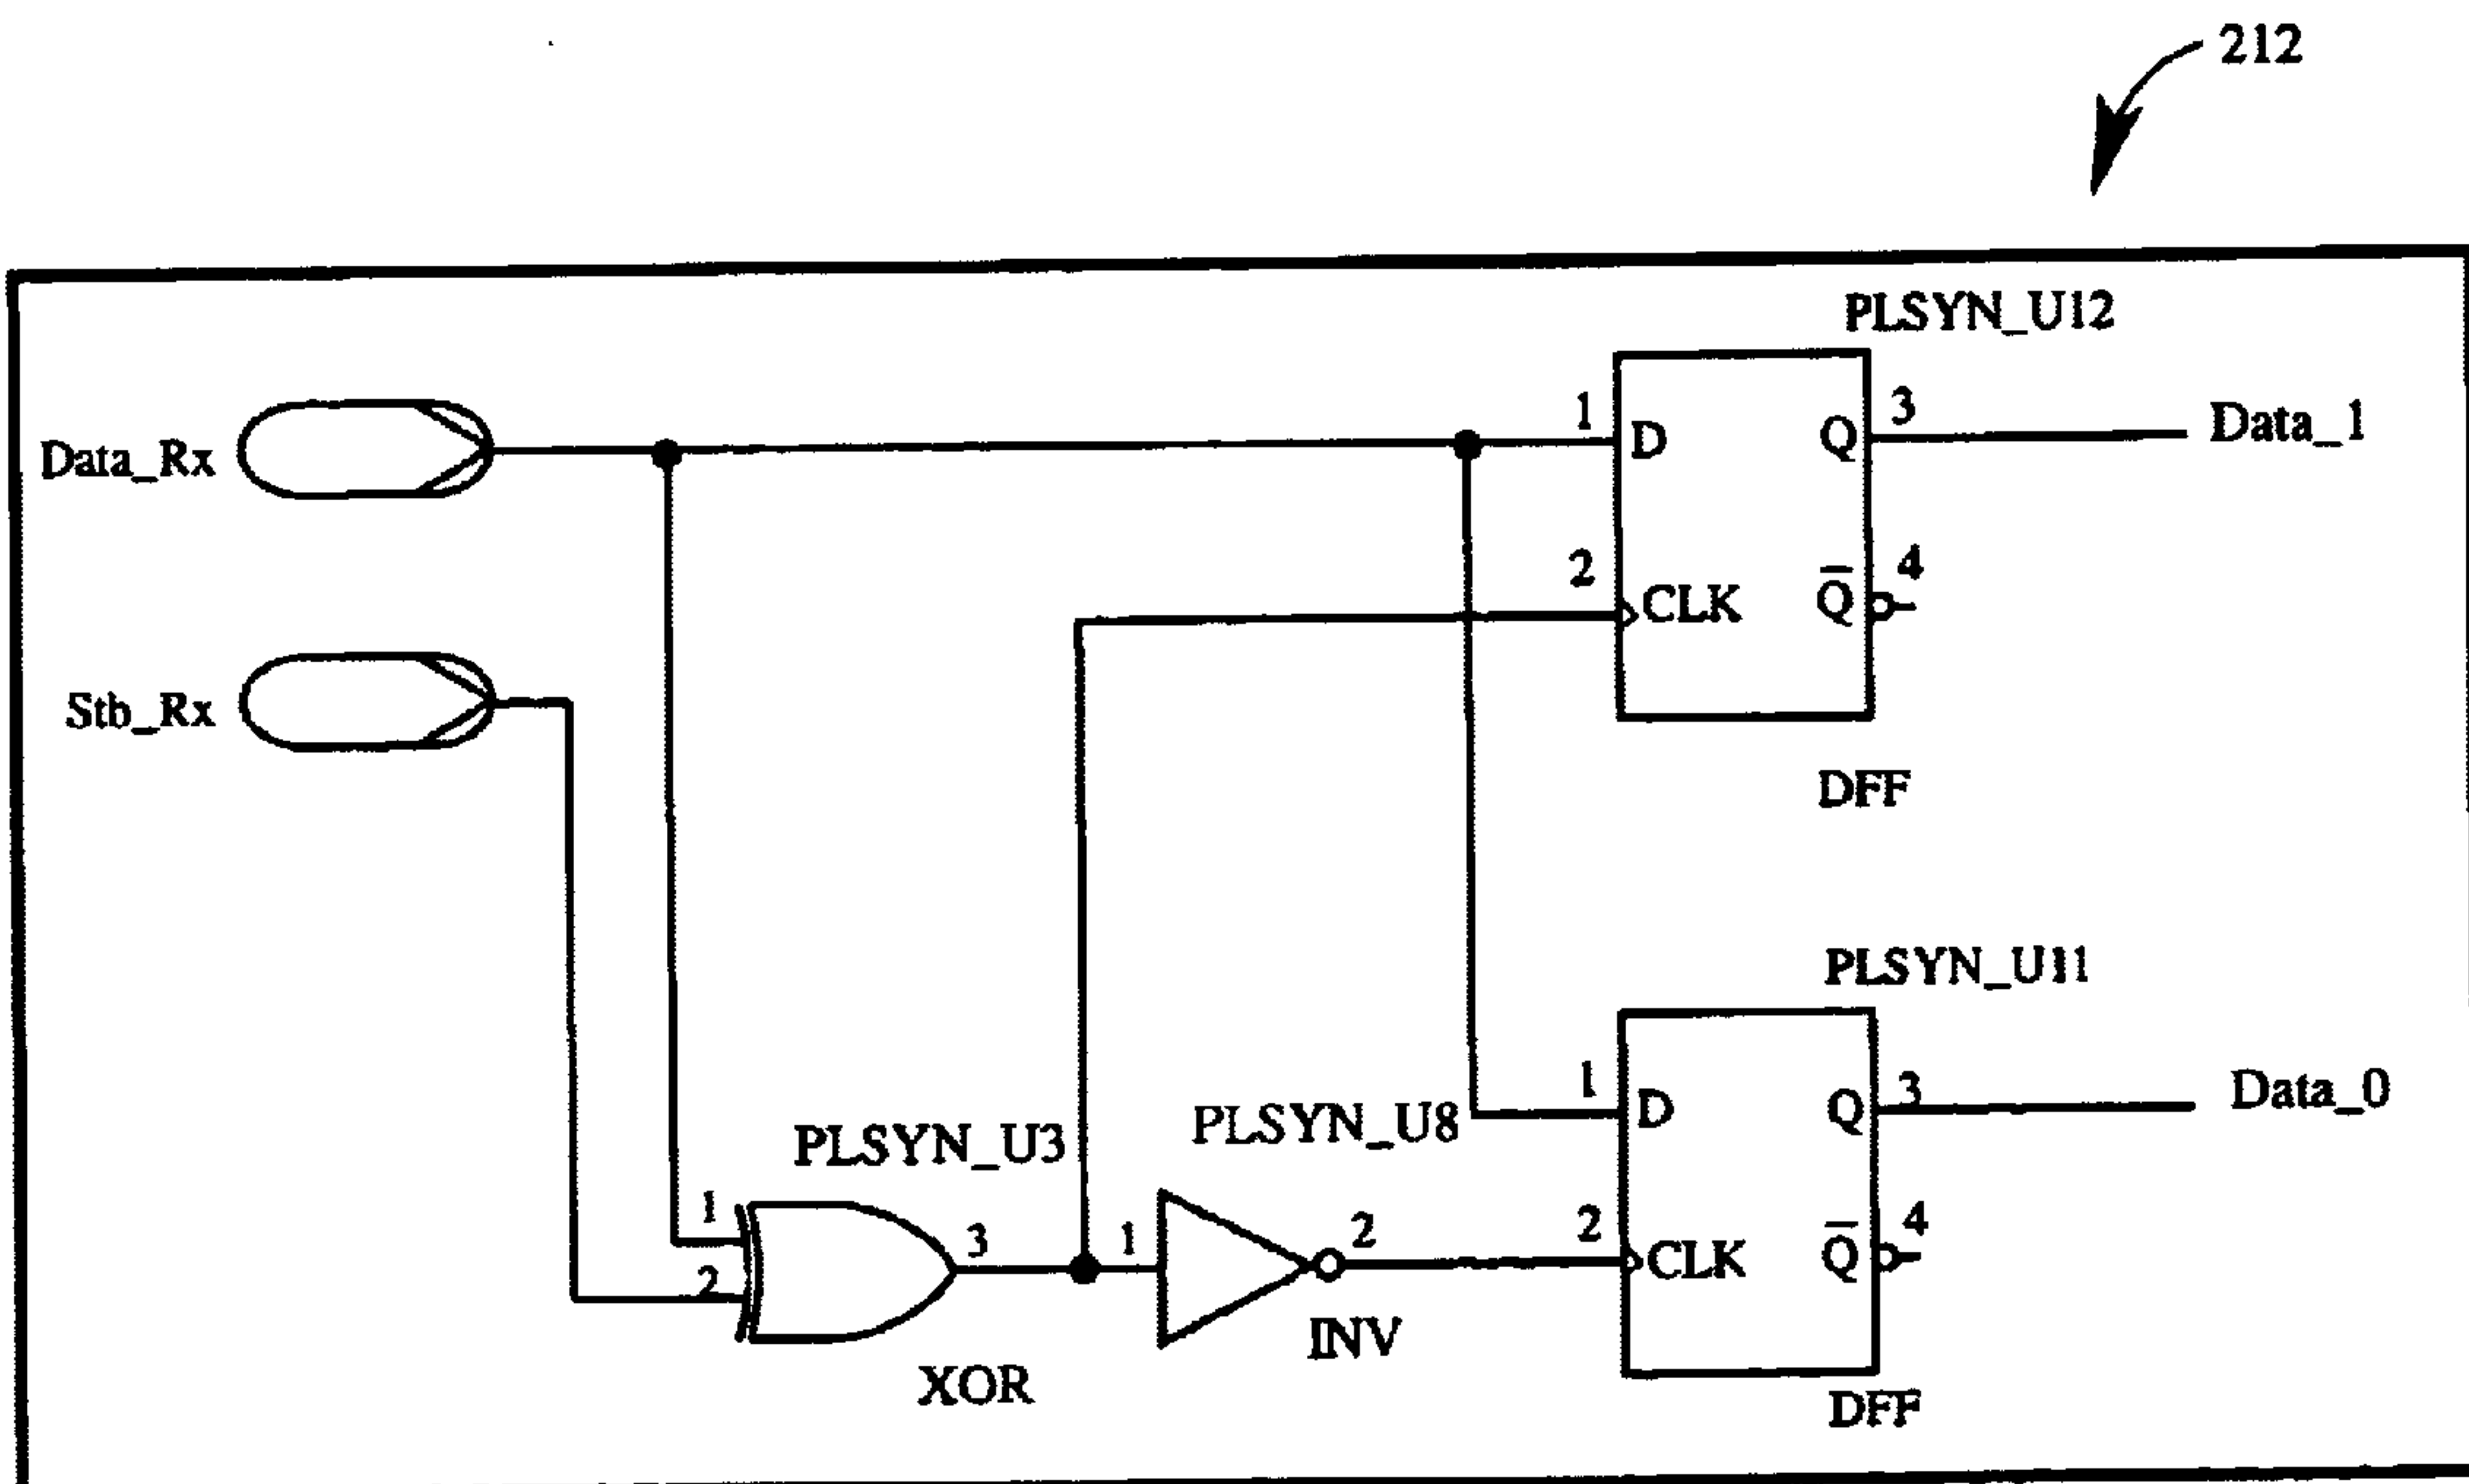 212
PLSYN_U12
Data_Rx
1
D
Q
3
Data_1
2
CLK
Q̅
4
Stb_Rx
DFF
PLSYN_U11
PLSYN_U3
PLSYN_U8
1
D
Q
3
Data_0
1
2
3
1
2
2
CLK
Q̅
4
XOR
INV
DFF